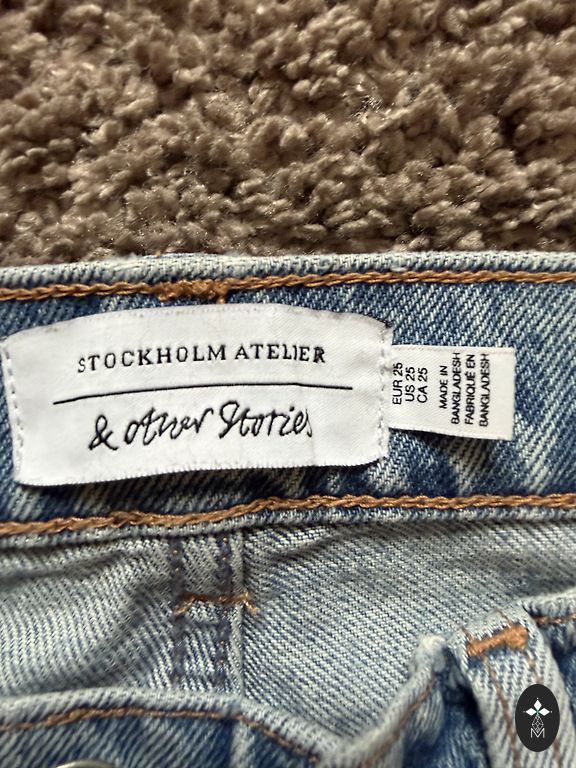 STOCKHOLM ATELIER
& Other Stories
EUR 25
US 25
CA 25
MADE IN
BANGLADESH
FABRIQUÉ EN
BANGLADESH
M